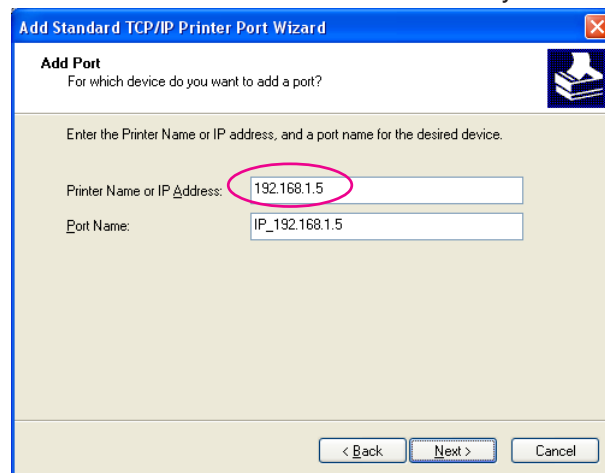 Add Standard TCP/IP Printer Port Wizard
Add Port
For which device do you want to add a port?
Enter the Printer Name or IP address, and a port name for the desired device.
Printer Name or IP Address: 192.168.1.5
Port Name: IP_192.168.1.5
< Back Next > Cancel